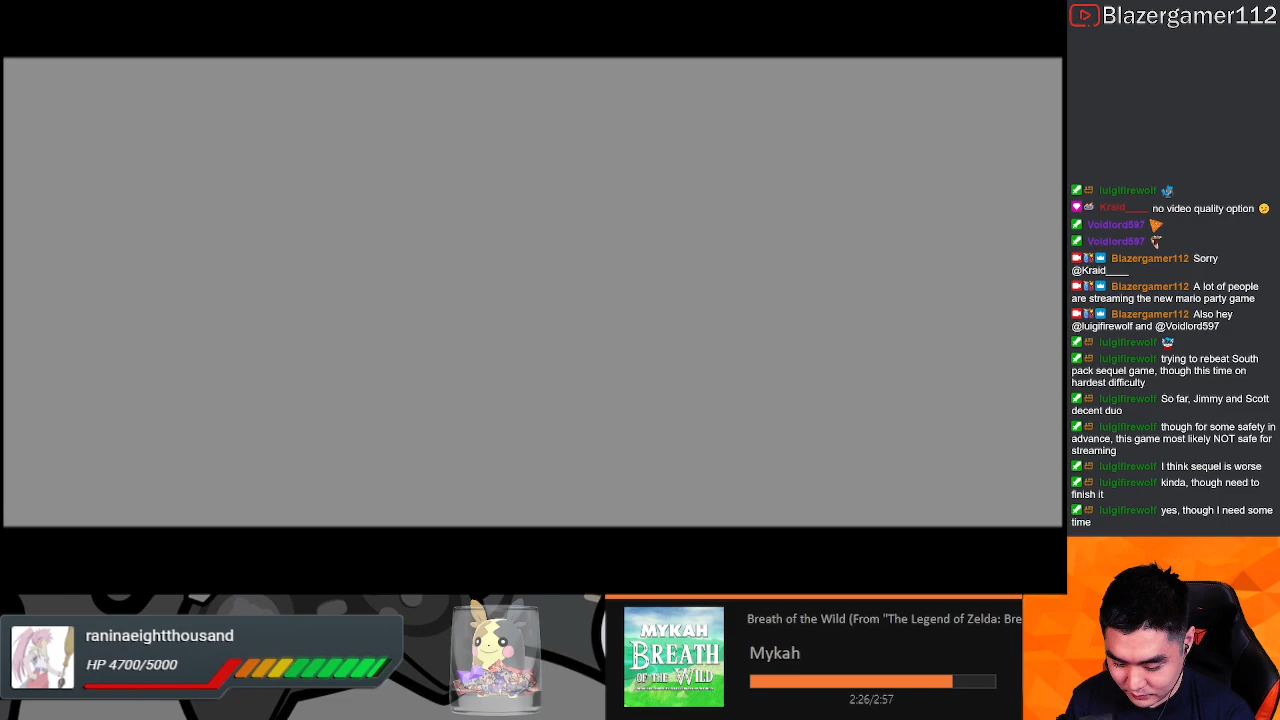 Blazergamer112
luigifirewolf
Kraid____ no video quality option
Voidlord597
Voidlord597
Blazergamer112 Sorry
@Kraid____
Blazergamer112 A lot of people
are streaming the new mario party game
Blazergamer112 Also hey
@luigifirewolf and @Voidlord597
luigifirewolf
luigifirewolf trying to rebeat South
pack sequel game, though this time on
hardest difficulty
luigifirewolf So far, Jimmy and Scott
decent duo
luigifirewolf though for some safety in
advance, this game most likely NOT safe for
streaming
luigifirewolf I think sequel is worse
luigifirewolf kinda, though need to
finish it
luigifirewolf yes, though I need some
time
raninaeightthousand
HP 4700/5000
MYKAH
BREATH
OF THE WILD
Breath of the Wild (From "The Legend of Zelda: Bre
Mykah
2:26/2:57